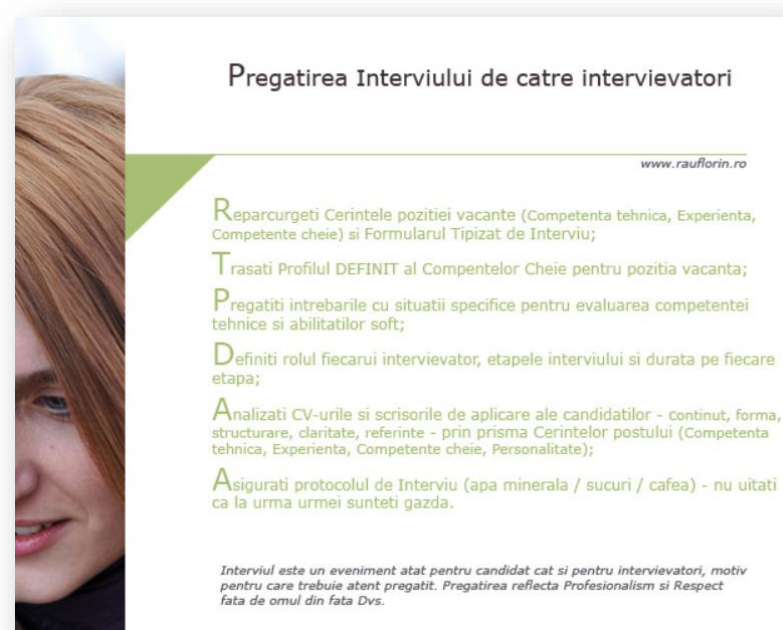 Pregatirea Interviului de catre intervievatori
www.rauflorin.ro
Reparcurgeti Cerintele pozitiei vacante (Competenta tehnica, Experienta,
Competente cheie) si Formularul Tipizat de Interviu;
Trasati Profilul DEFINIT al Compentelor Cheie pentru pozitia vacanta;
Pregatiti intrebarile cu situatii specifice pentru evaluarea competentei
tehnice si abilitatilor soft;
Definiti rolul fiecarui intervievator, etapele interviului si durata pe fiecare
etapa;
Analizati CV-urile si scrisorile de aplicare ale candidatilor - continut, forma,
structurare, claritate, referinte - prin prisma Cerintelor postului (Competenta
tehnica, Experienta, Competente cheie, Personalitate);
Asigurati protocolul de Interviu (apa minerala / sucuri / cafea) - nu uitati
ca la urma urmei sunteti gazda.
Interviul este un eveniment atat pentru candidat cat si pentru intervievatori, motiv
pentru care trebuie atent pregatit. Pregatirea reflecta Profesionalism si Respect
fata de omul din fata Dvs.